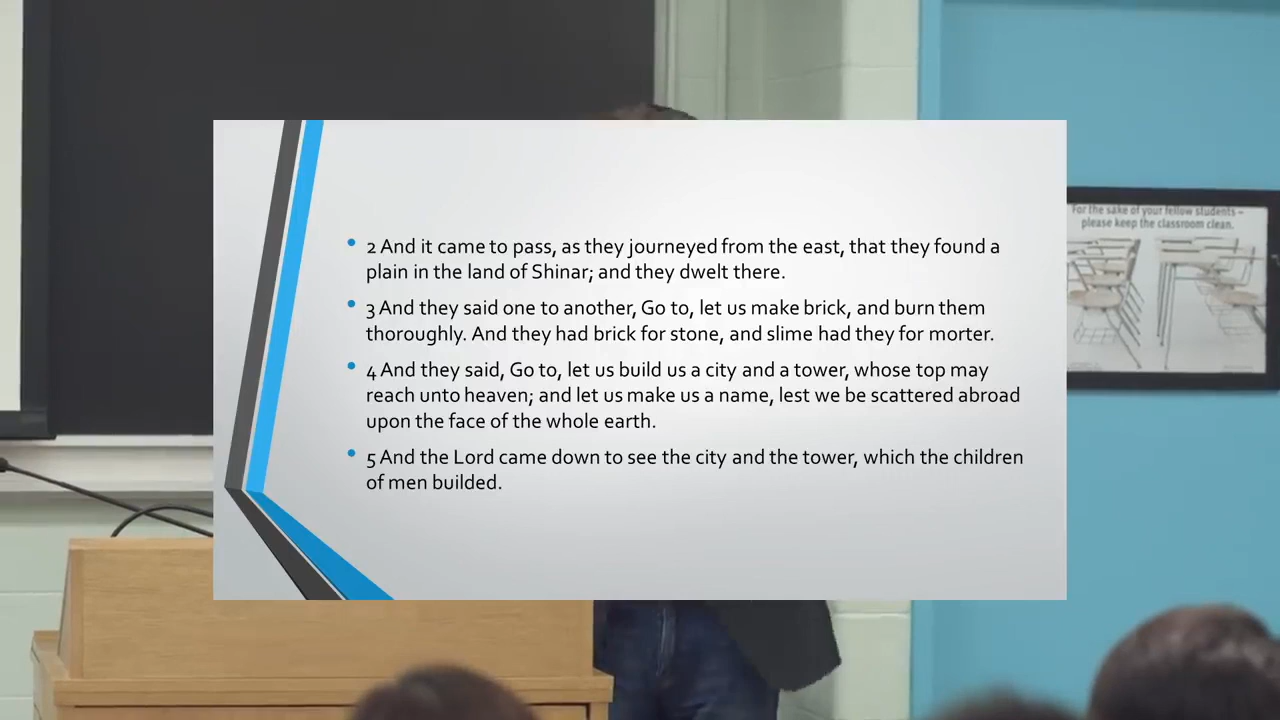 For the sake of your fellow students –
please keep the classroom clean.
2 And it came to pass, as they journeyed from the east, that they found a
plain in the land of Shinar; and they dwelt there.
3 And they said one to another, Go to, let us make brick, and burn them
thoroughly. And they had brick for stone, and slime had they for morter.
4 And they said, Go to, let us build us a city and a tower, whose top may
reach unto heaven; and let us make us a name, lest we be scattered abroad
upon the face of the whole earth.
5 And the Lord came down to see the city and the tower, which the children
of men builded.